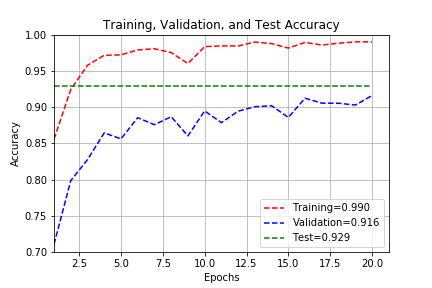 Training, Validation, and Test Accuracy
1.00
0.95
0.90
0.85
0.80
0.75
0.70
Accuracy
Training=0.990
Validation=0.916
Test=0.929
2.5 5.0 7.5 10.0 12.5 15.0 17.5 20.0
Epochs